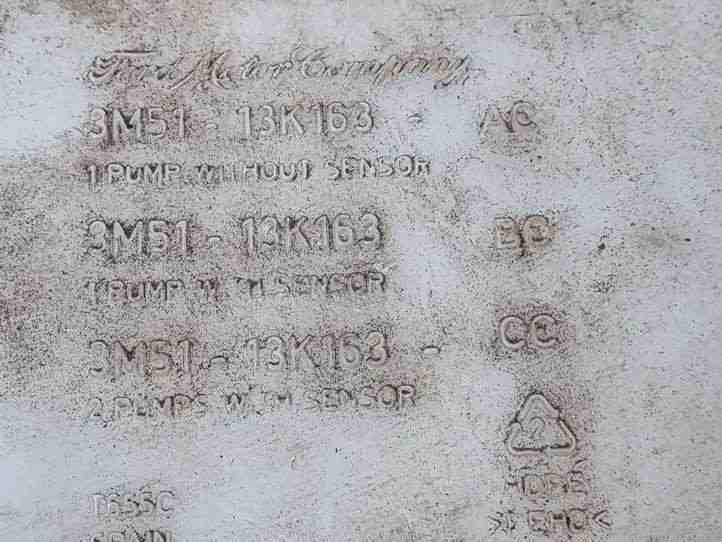 Ford Motor Company
3M51 - 13K163 - AC
1 PUMP WITHOUT SENSOR
3M51 - 13K163 BC
1 PUMP WITH SENSOR
3M51 - 13K163 - CC
2 PUMPS WITH SENSOR
2
HDPE